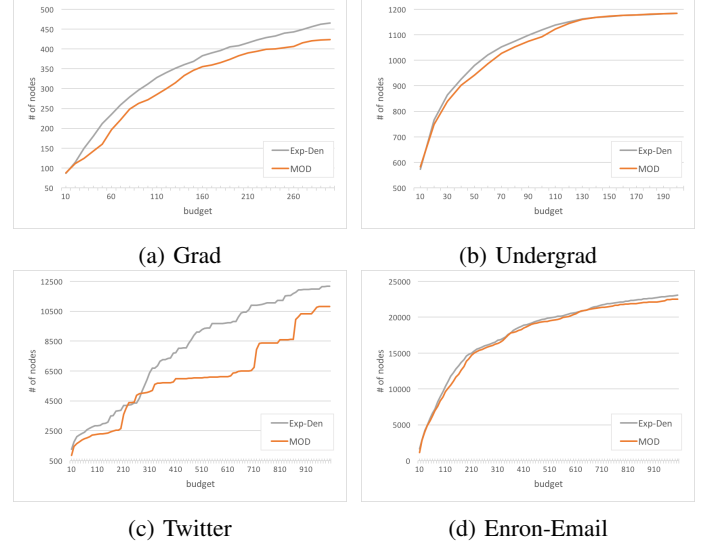 500
450
400
350
300
250
200
150
100
50
# of nodes
10 60 110 160 210 260
budget
Exp-Den
MOD
(a) Grad
1200
1100
1000
900
800
700
600
500
# of nodes
10 30 50 70 90 110 130 150 170 190
budget
Exp-Den
MOD
(b) Undergrad
12500
10500
8500
6500
4500
2500
500
# of nodes
10 110 210 310 410 510 610 710 810 910
budget
Exp-Den
MOD
(c) Twitter
25000
20000
15000
10000
5000
0
# of nodes
10 110 210 310 410 510 610 710 810 910
budget
Exp-Den
MOD
(d) Enron-Email